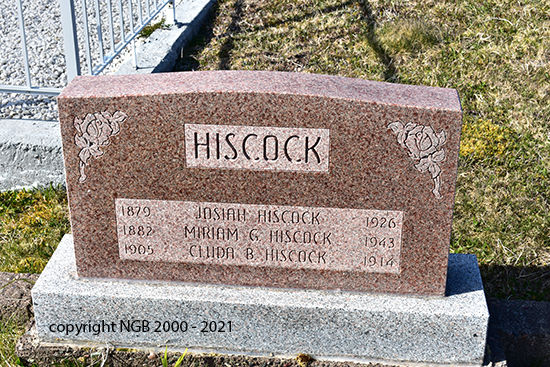 HISCOCK
1879 JOSIAH HISCOCK 1926
1882 MIRIAM G. HISCOCK 1943
1905 B. HISCOCK 1914
copyright NGB 2000 - 2021